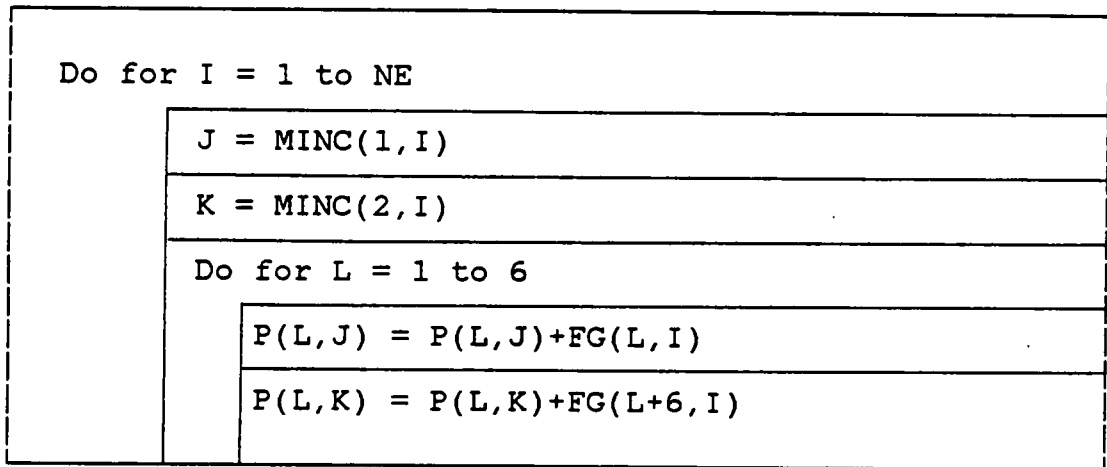 Do for I = 1 to NE
J = MINC(1,I)
K = MINC(2,I)
Do for L = 1 to 6
P(L,J) = P(L,J)+FG(L,I)
P(L,K) = P(L,K)+FG(L+6,I)